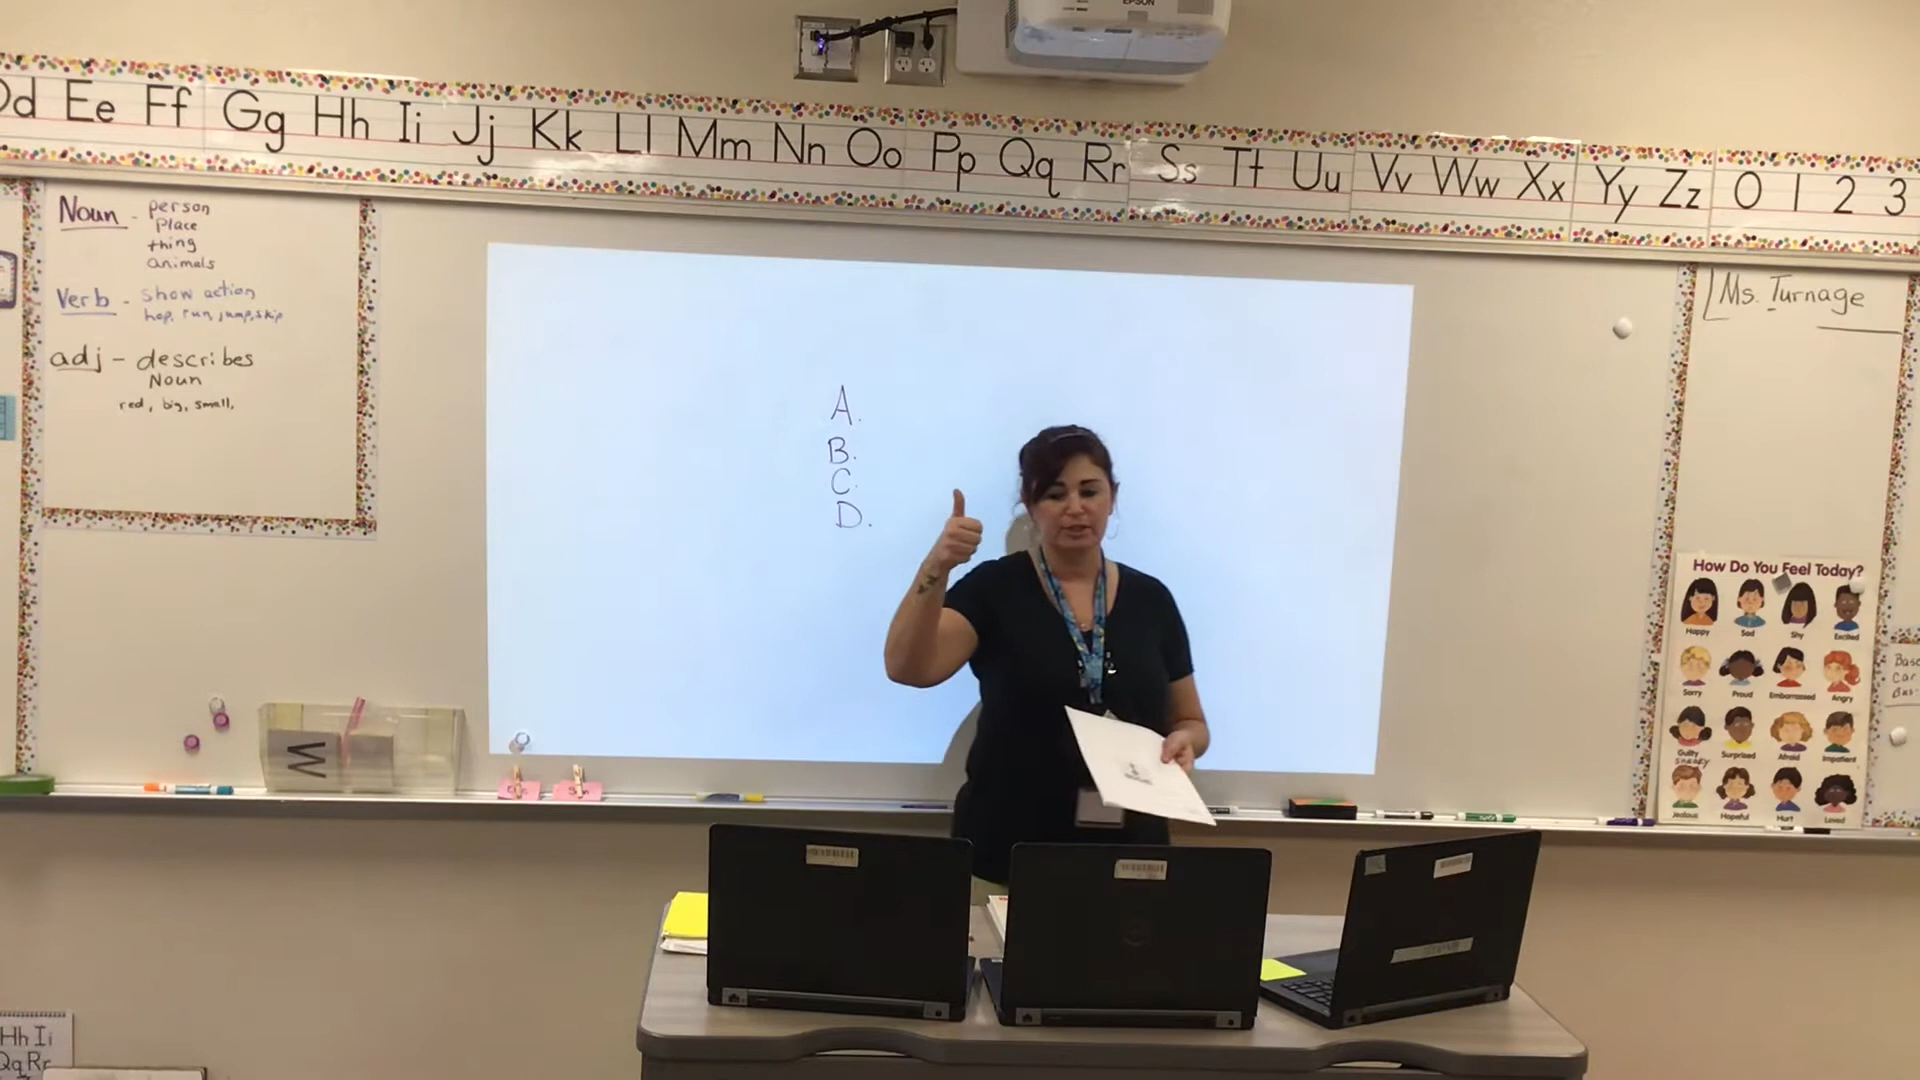 EPSON
Dd Ee Ff Gg Hh Ii Jj Kk Ll Mm Nn Oo Pp Qq Rr Ss Tt Uu Vv Ww Xx Yy Zz 0 1 2 3
Noun - person
Place
thing
animals
Verb - show action
hop, run, jump, skip
adj - describes
Noun
red, big, small,
A.
B.
C.
D.
Ms. Turnage
How Do You Feel Today?
Happy Sad Shy Excited
Sorry Proud Embarrassed Angry
Guilty Surprised Afraid Impatient
sneaky
Jealous Hopeful Hurt Loved
Car
W
Hh Ii
Qq Rr